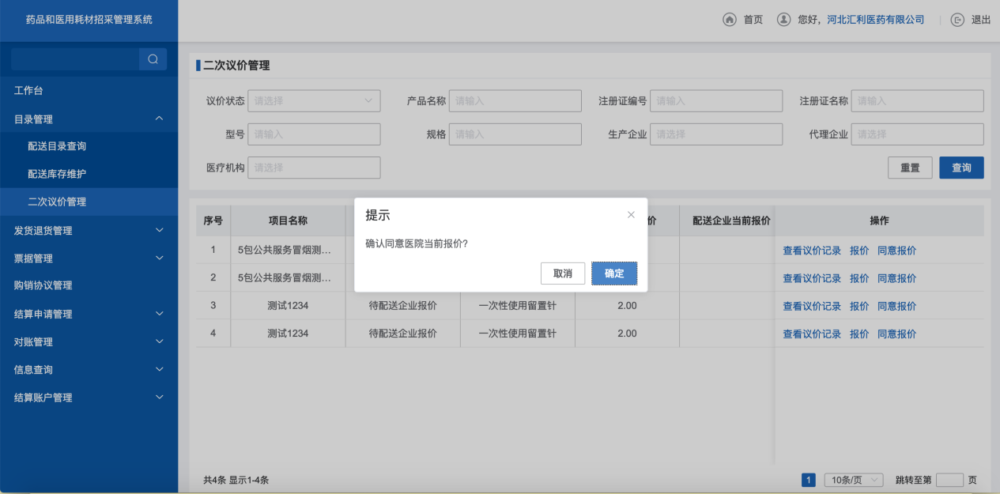 药品和医用耗材招采管理系统
首页 您好，河北汇利医药有限公司 退出
工作台
目录管理
配送目录查询
配送库存维护
二次议价管理
发货退货管理
票据管理
购销协议管理
结算申请管理
对账管理
信息查询
结算账户管理
二次议价管理
议价状态 请选择 产品名称 请输入 注册证编号 请输入 注册证名称 请输入
型号 请输入 规格 请输入 生产企业 请选择 代理企业 请选择
医疗机构 请选择 重置 查询
序号 项目名称 价 配送企业当前报价 操作
1 5包公共服务冒烟测... 查看议价记录 报价 同意报价
2 5包公共服务冒烟测... 查看议价记录 报价 同意报价
3 测试1234 待配送企业报价 一次性使用留置针 2.00 查看议价记录 报价 同意报价
4 测试1234 待配送企业报价 一次性使用留置针 2.00 查看议价记录 报价 同意报价
提示
确认同意医院当前报价?
取消 确定
共4条 显示1-4条 1 10条/页 跳转至第 页